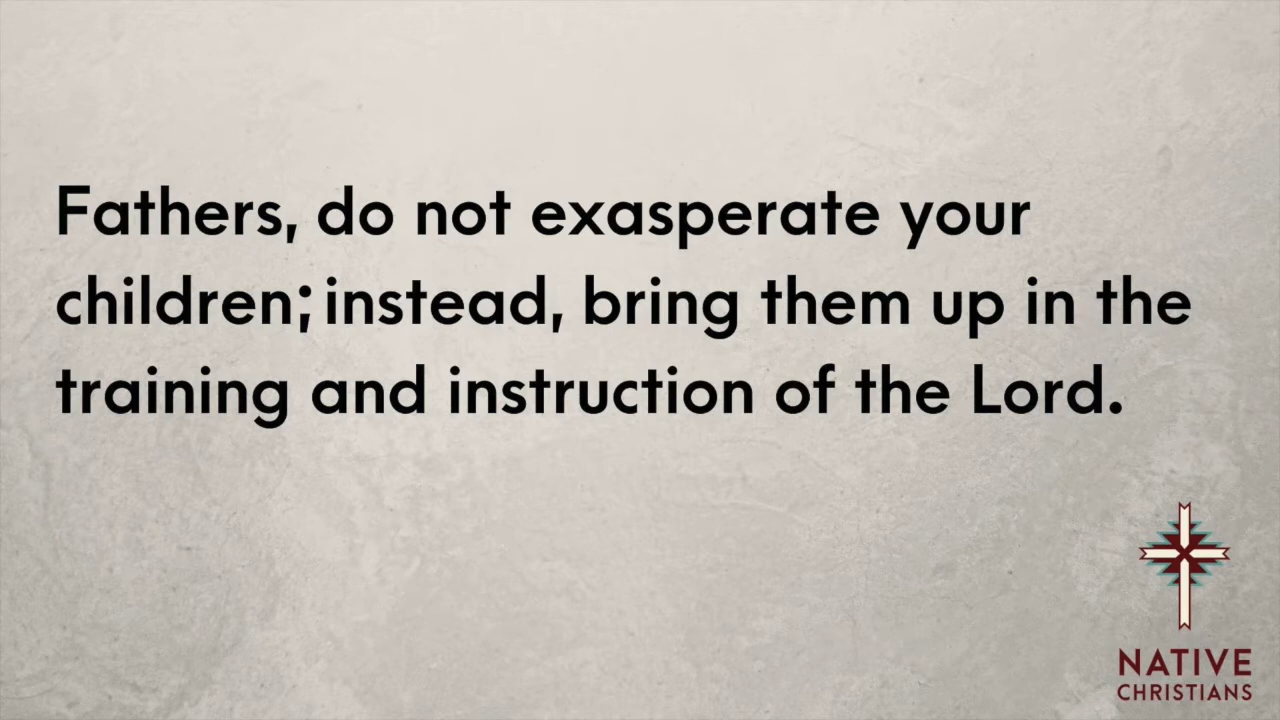 Fathers, do not exasperate your
children; instead, bring them up in the
training and instruction of the Lord.
NATIVE
CHRISTIANS